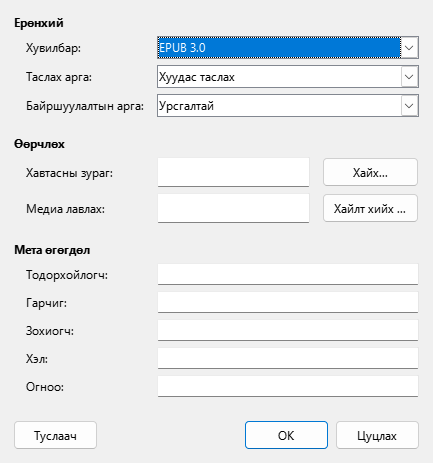 Ерөнхий
Хувилбар: EPUB 3.0
Таслах арга: Хуудас таслах
Байршуулалтын арга: Урсгалтай
Өөрчлөх
Хавтасны зураг: Хайх...
Медиа лавлах: Хайлт хийх ...
Мета өгөгдөл
Тодорхойлогч:
Гарчиг:
Зохиогч:
Хэл:
Огноо:
Туслаач OK Цуцлах